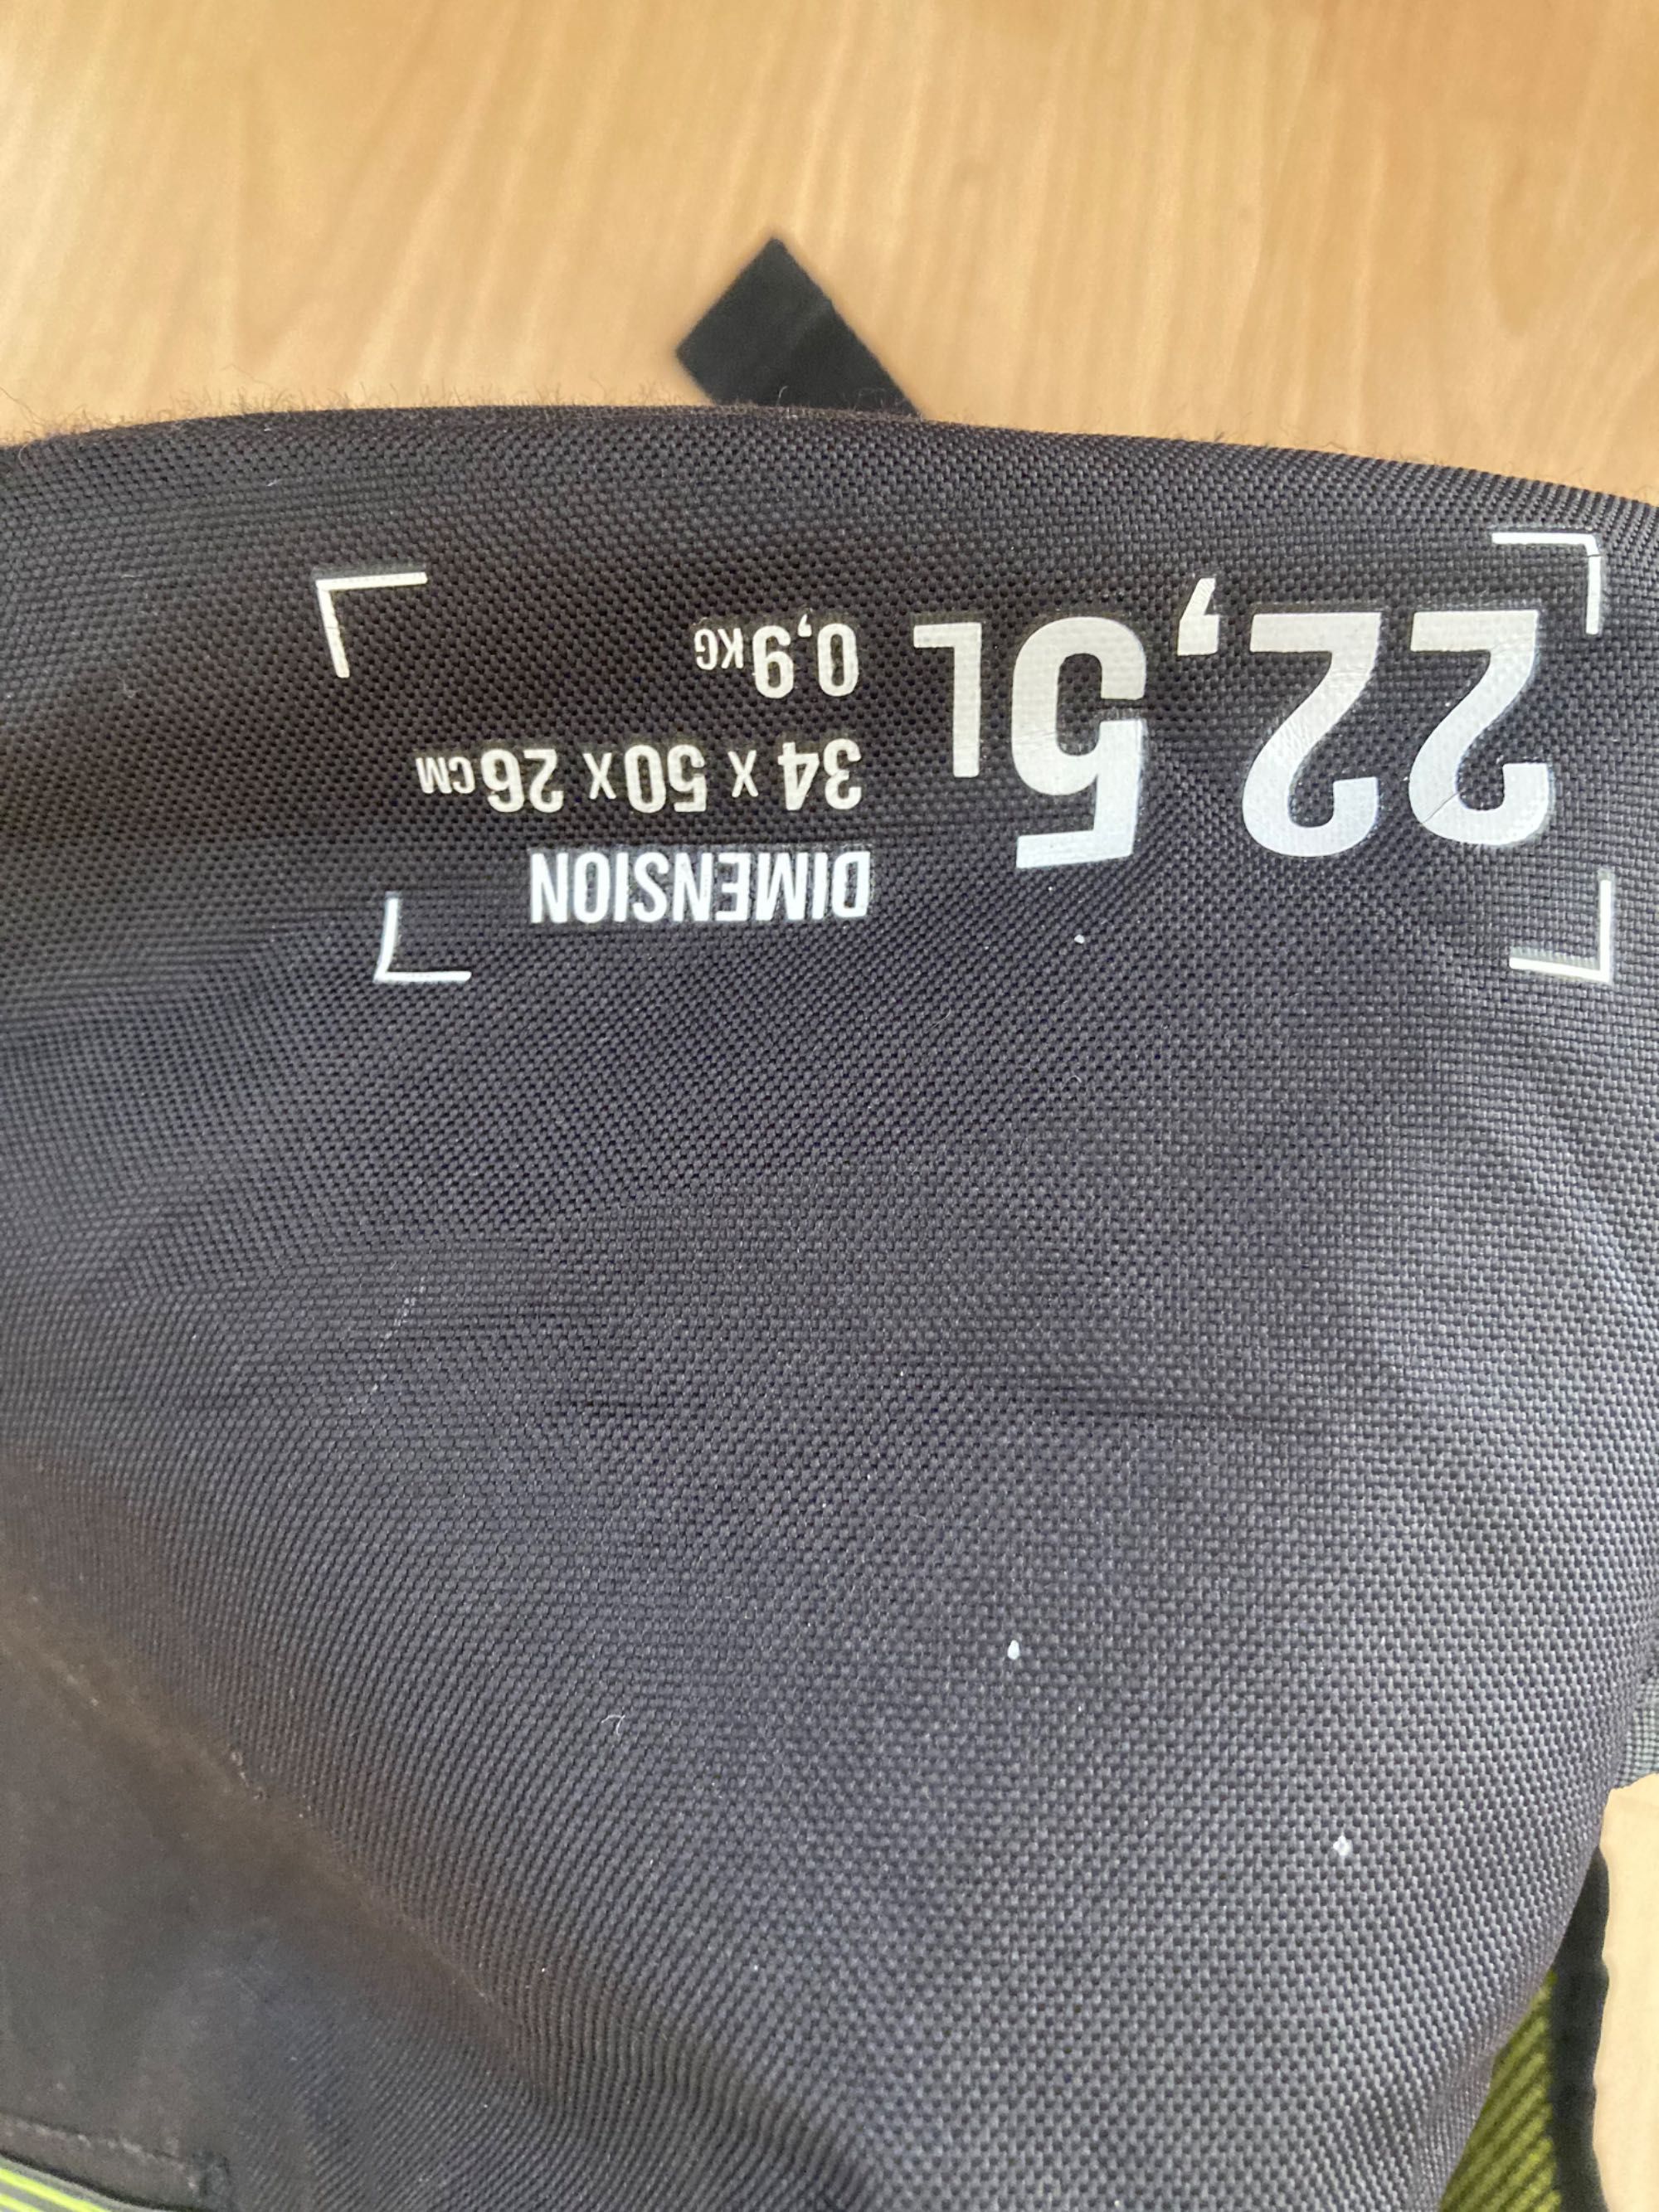 22,5L
DIMENSION
34 x 50 x 26 CM
0,9 KG